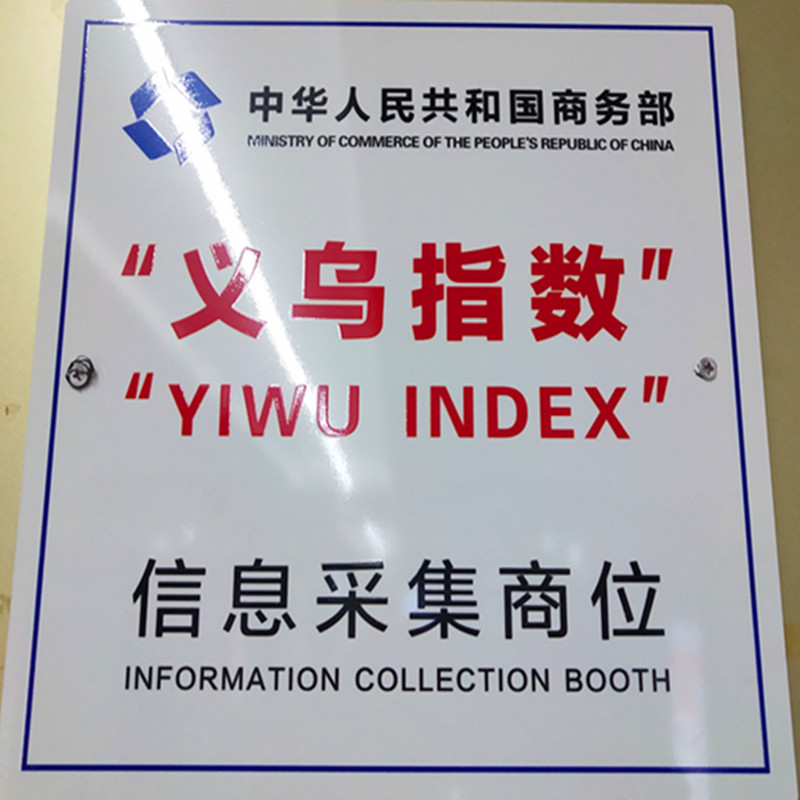 中华人民共和国商务部
MINISTRY OF COMMERCE OF THE PEOPLE'S REPUBLIC OF CHINA
"义乌指数"
"YIWU INDEX"
信息采集商位
INFORMATION COLLECTION BOOTH